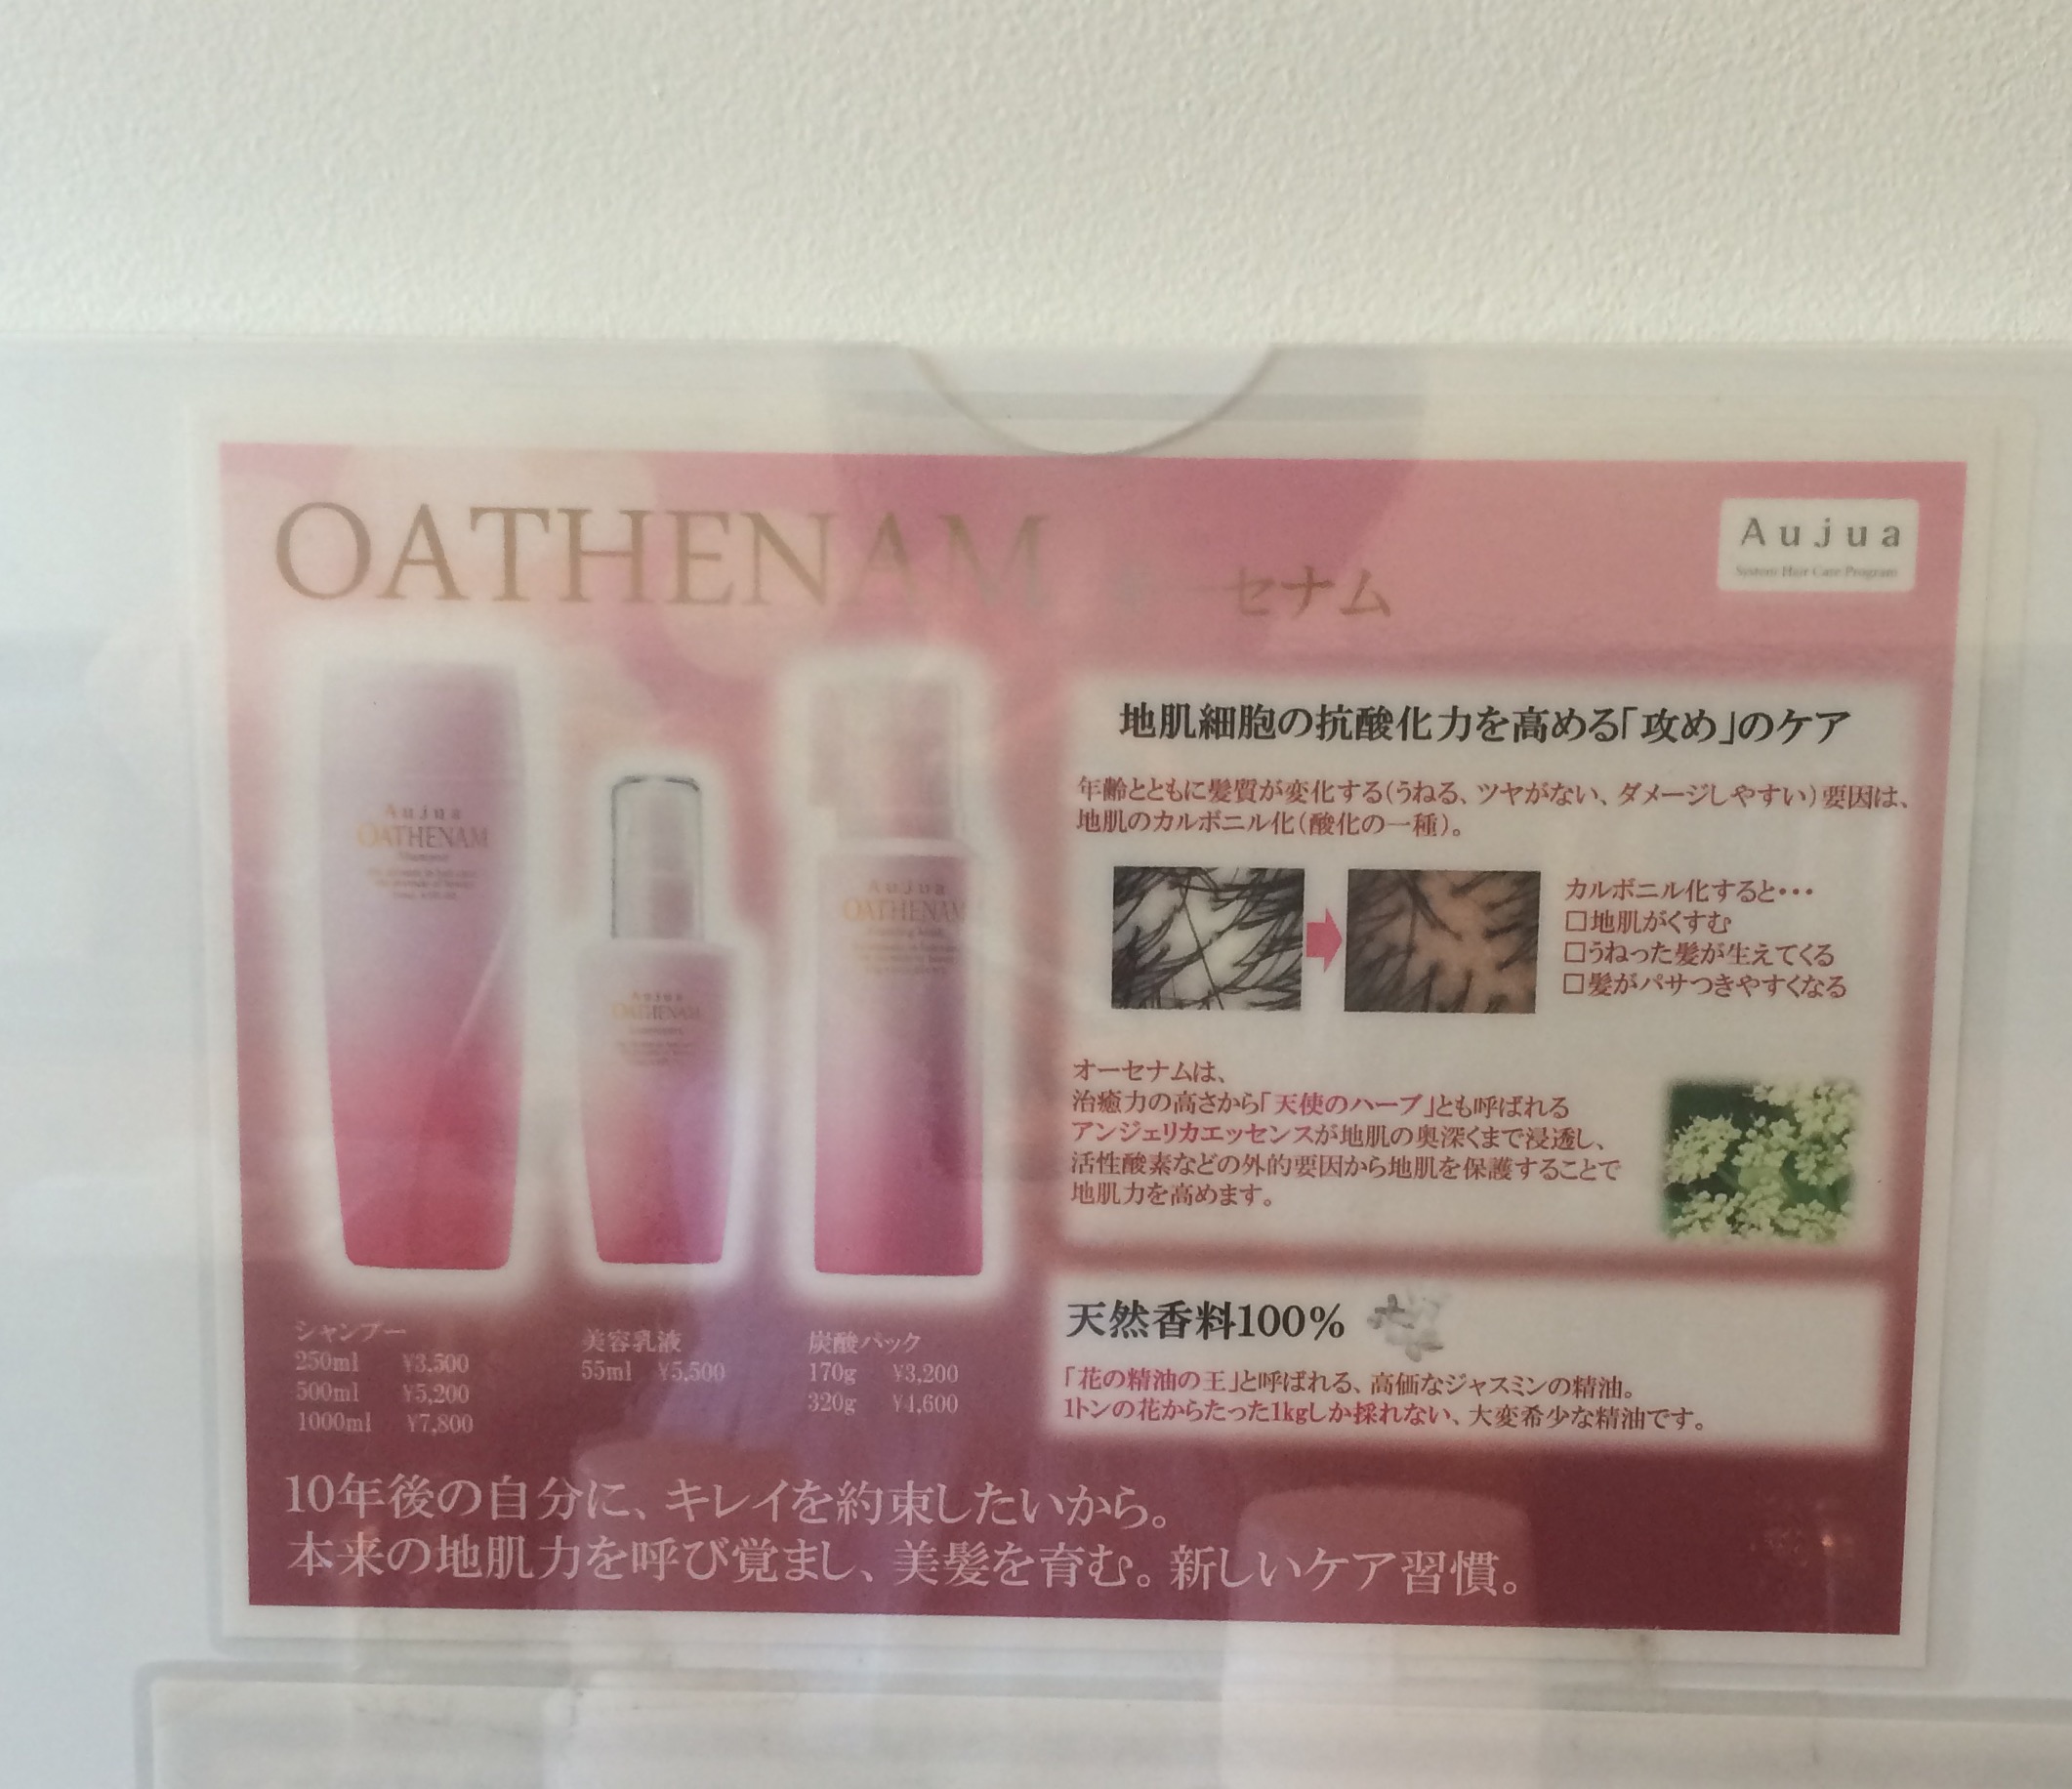 OATHENAM オーセナム
Aujua
System Hair Care Program
Aujua
OATHENAM
Aujua
OATHENAM
Aujua
OATHENAM
シャンプー
250ml ¥3,500
500ml ¥5,200
1000ml ¥7,800
美容乳液
55ml ¥5,500
炭酸パック
170g ¥3,200
320g ¥4,600
地肌細胞の抗酸化力を高める「攻め」のケア
年齢とともに髪質が変化する(うねる、ツヤがない、ダメージしやすい)要因は、
地肌のカルボニル化(酸化の一種)。
カルボニル化すると・・・
□地肌がくすむ
□うねった髪が生えてくる
□髪がパサつきやすくなる
オーセナムは、
治癒力の高さから「天使のハーブ」とも呼ばれる
アンジェリカエッセンスが地肌の奥深くまで浸透し、
活性酸素などの外的要因から地肌を保護することで
地肌力を高めます。
天然香料100%
「花の精油の王」と呼ばれる、高価なジャスミンの精油。
1トンの花からたった1kgしか採れない、大変希少な精油です。
10年後の自分に、キレイを約束したいから。
本来の地肌力を呼び覚まし、美髪を育む。新しいケア習慣。